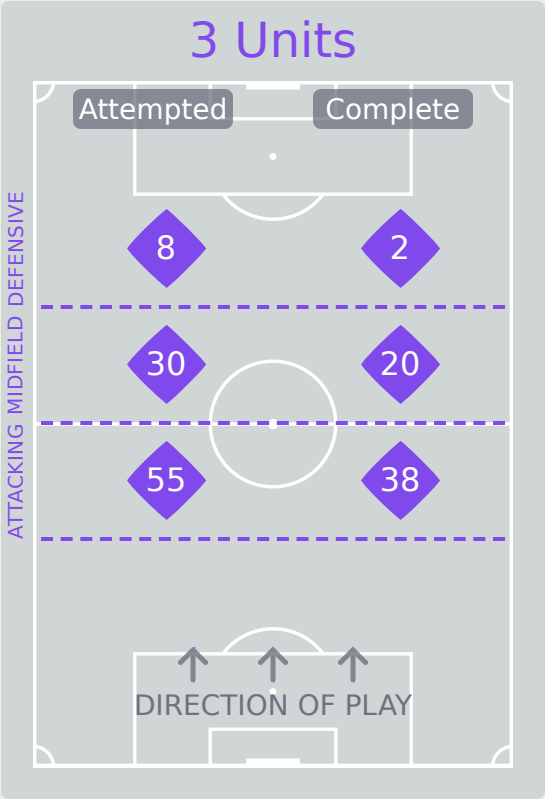 3 Units
Attempted Complete
ATTACKING MIDFIELD DEFENSIVE
8 2
30 20
55 38
DIRECTION OF PLAY